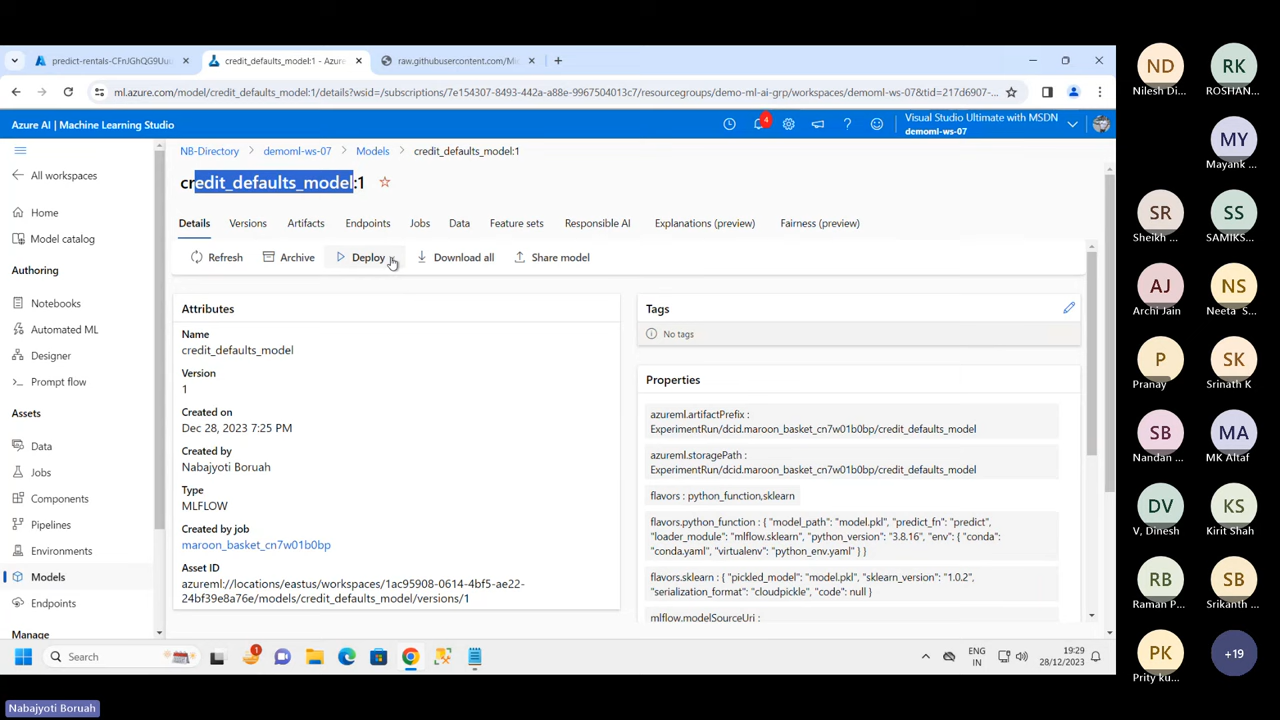 predict-rentals-CFnJGhQG9Uu
credit_defaults_model:1 - Azure
raw.githubusercontent.com/Mi
ml.azure.com/model/credit_defaults_model:1/details?wsid=/subscriptions/7e154307-8493-442a-a88e-9967504013c7/resourcegroups/demo-ml-ai-grp/workspaces/demoml-ws-07&tid=217d6907-...
Azure AI | Machine Learning Studio
4
Visual Studio Ultimate with MSDN
demoml-ws-07
All workspaces
Home
Model catalog
Authoring
Notebooks
Automated ML
Designer
Prompt flow
Assets
Data
Jobs
Components
Pipelines
Environments
Models
Endpoints
Manage
NB-Directory > demoml-ws-07 > Models > credit_defaults_model:1
credit_defaults_model:1
Details Versions Artifacts Endpoints Jobs Data Feature sets Responsible AI Explanations (preview) Fairness (preview)
Refresh Archive Deploy Download all Share model
Attributes
Name
credit_defaults_model
Version
1
Created on
Dec 28, 2023 7:25 PM
Created by
Nabajyoti Boruah
Type
MLFLOW
Created by job
maroon_basket_cn7w01b0bp
Asset ID
azureml://locations/eastus/workspaces/1ac95908-0614-4bf5-ae22-
24bf39e8a76e/models/credit_defaults_model/versions/1
Tags
No tags
Properties
azureml.artifactPrefix :
ExperimentRun/dcid.maroon_basket_cn7w01b0bp/credit_defaults_model
azureml.storagePath :
ExperimentRun/dcid.maroon_basket_cn7w01b0bp/credit_defaults_model
flavors : python_function,sklearn
flavors.python_function : { "model_path": "model.pkl", "predict_fn": "predict",
"loader_module": "mlflow.sklearn", "python_version": "3.8.16", "env": { "conda":
"conda.yaml", "virtualenv": "python_env.yaml" } }
flavors.sklearn : { "pickled_model": "model.pkl", "sklearn_version": "1.0.2",
"serialization_format": "cloudpickle", "code": null }
mlflow.modelSourceUri :
Search
1
ENG
IN
19:29
28/12/2023
Nabajyoti Boruah
ND
Nilesh Di...
RK
ROSHAN...
MY
Mayank ...
SR
Sheikh ...
SS
SAMIKS...
AJ
Archi Jain
NS
Neeta S...
P
Pranay
SK
Srinath K
SB
Nandan ...
MA
MK Altaf
DV
V, Dinesh
KS
Kirit Shah
RB
Raman P...
SB
Srikanth ...
PK
Prity ku...
+19